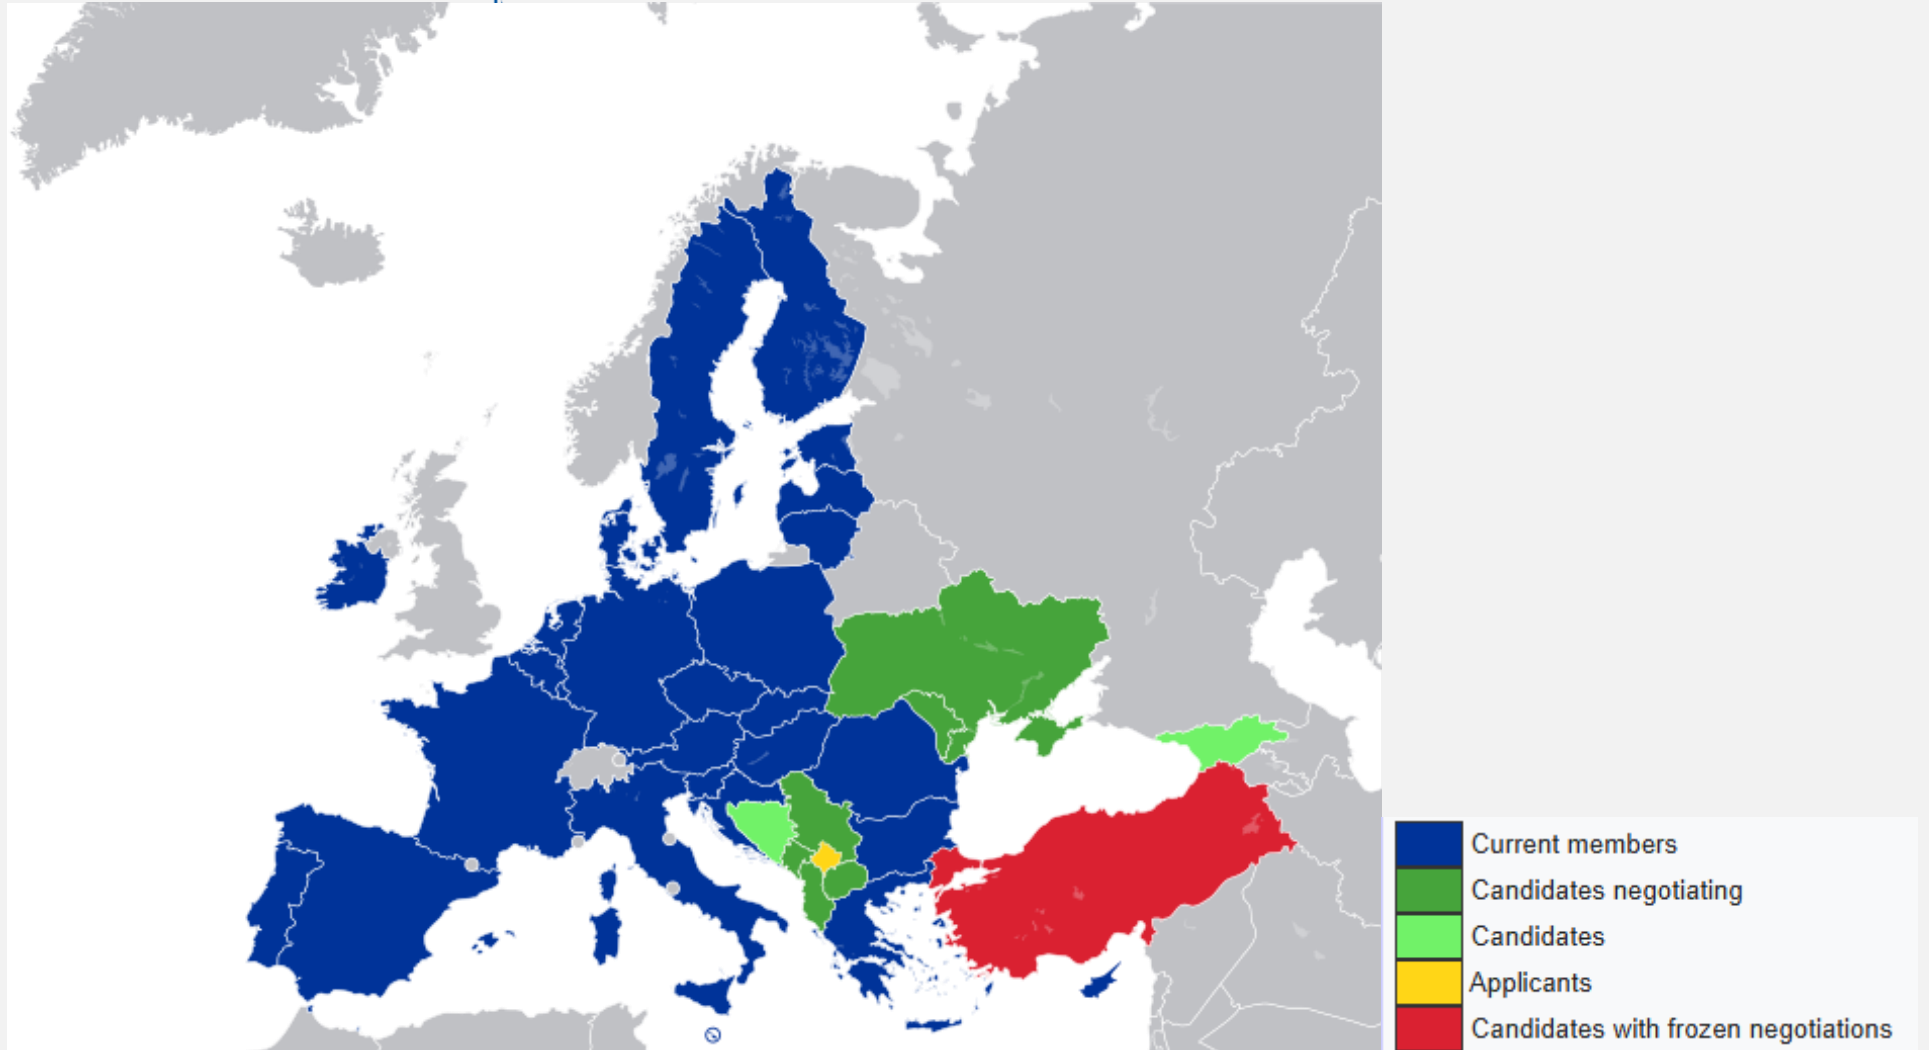 Current members
Candidates negotiating
Candidates
Applicants
Candidates with frozen negotiations